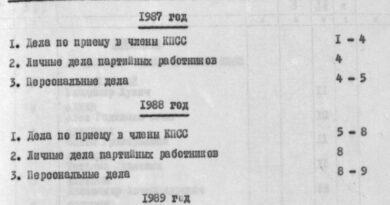 1987 год
I. Дела по приему в члены КПСС I - 4
2. Личные дела партийных работников 4
3. Персональные дела 4 - 5
1988 год
I. Дела по приему в члены КПСС 5 - 8
2. Личные дела партийных работников 8
3. Персональные дела 8 - 9
1989 год